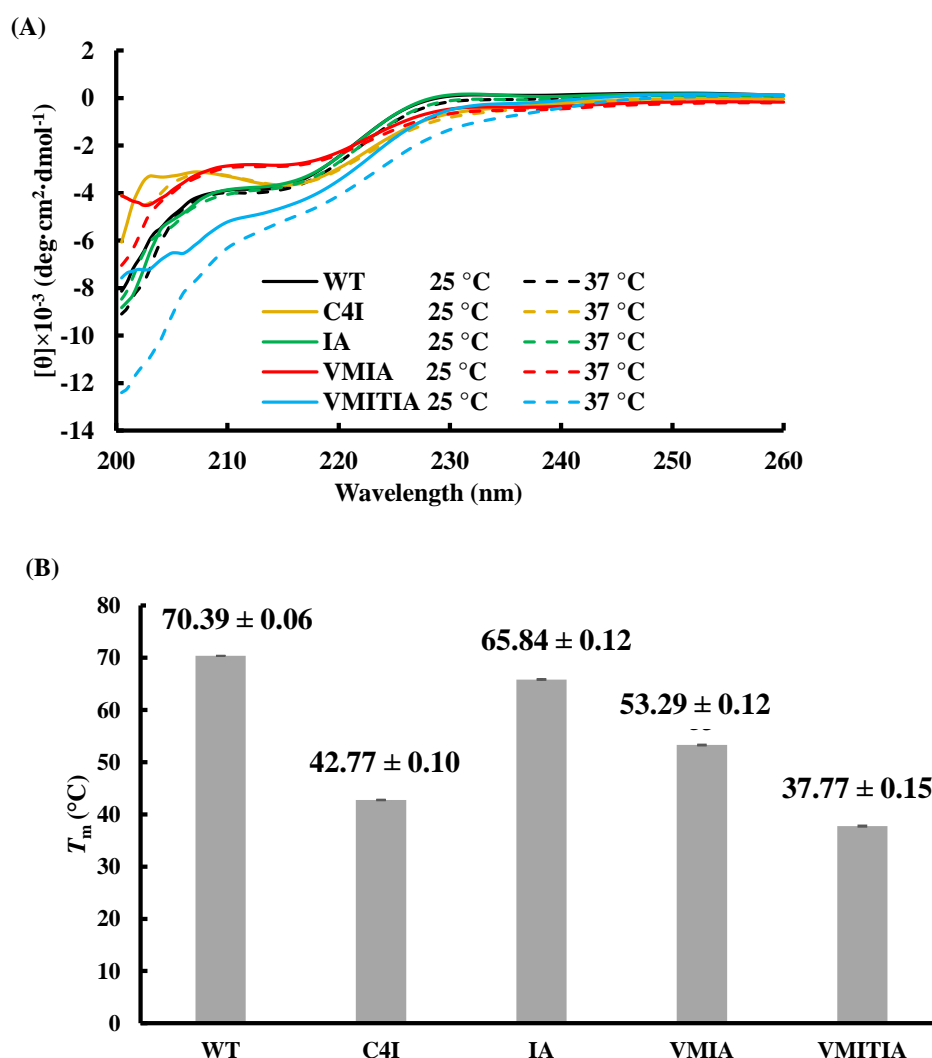 (A)
2
0
-2
-4
-6
-8
-10
-12
-14
[θ]×10⁻³ (deg·cm²·dmol⁻¹)
WT 25 °C 37 °C
C4I 25 °C 37 °C
IA 25 °C 37 °C
VMIA 25 °C 37 °C
VMITIA 25 °C 37 °C
200 210 220 230 240 250 260
Wavelength (nm)
(B)
80
70
60
50
40
30
20
10
0
Tm (°C)
70.39 ± 0.06
42.77 ± 0.10
65.84 ± 0.12
53.29 ± 0.12
37.77 ± 0.15
WT C4I IA VMIA VMITIA